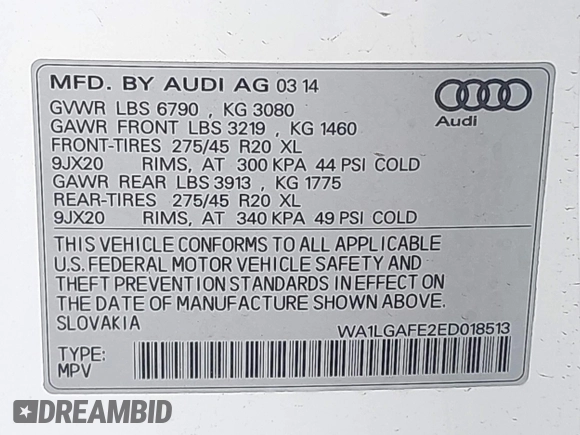 MFD. BY AUDI AG 03 14
GVWR LBS 6790 , KG 3080
GAWR FRONT LBS 3219 , KG 1460
FRONT-TIRES 275/45 R20 XL
9JX20 RIMS, AT 300 KPA 44 PSI COLD
GAWR REAR LBS 3913 , KG 1775
REAR-TIRES 275/45 R20 XL
9JX20 RIMS, AT 340 KPA 49 PSI COLD
Audi
THIS VEHICLE CONFORMS TO ALL APPLICABLE
U.S. FEDERAL MOTOR VEHICLE SAFETY AND
THEFT PREVENTION STANDARDS IN EFFECT ON
THE DATE OF MANUFACTURE SHOWN ABOVE.
SLOVAKIA WA1LGAFE2ED018513
TYPE:
MPV
DREAMBID